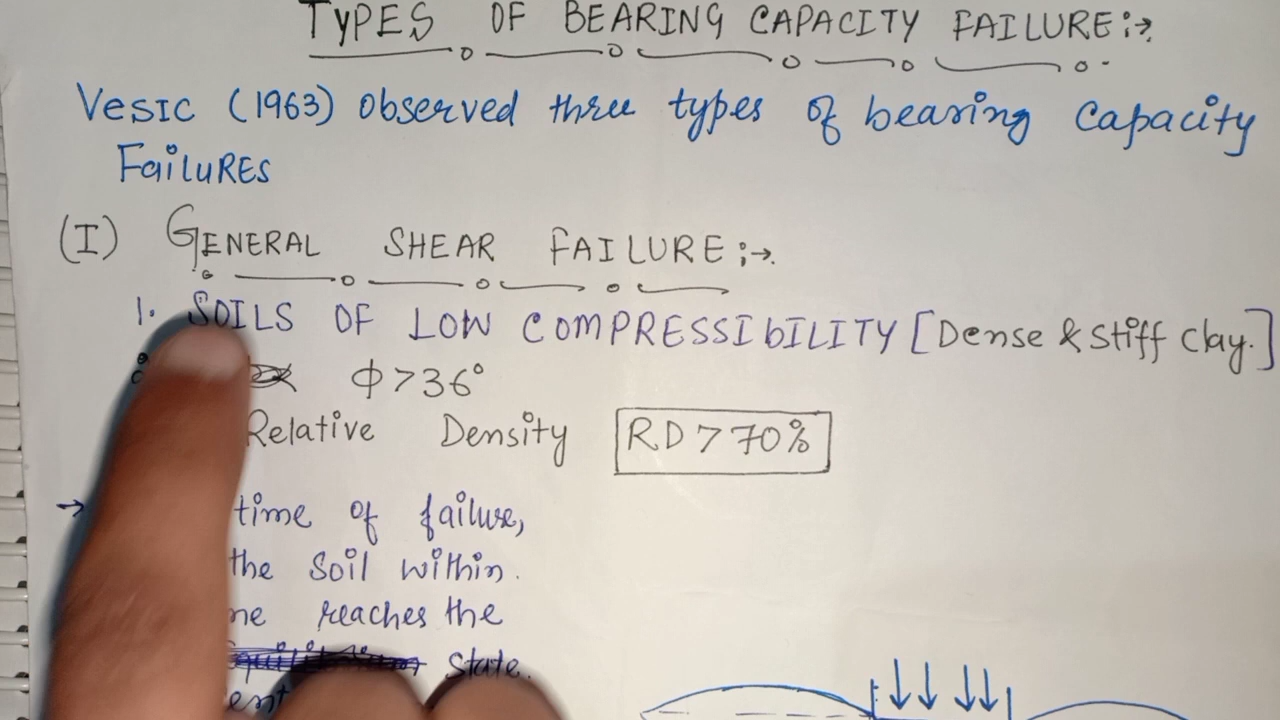 TYPES OF BEARING CAPACITY FAILURE:→
VESIC (1963) observed three types of bearing Capacity
FAiLuREs
(I) GENERAL SHEAR FAILURE:→
1. SOILS OF LOW COMPRESSIbILITY [Dense & Stiff Clay.]
ϕ>36°
Relative Density RD>70%
→ time of failure,
the soil within.
reaches the
State.